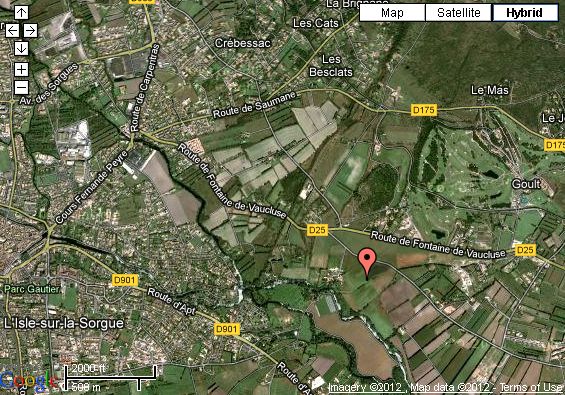 Map
Satellite
Hybrid
La Brignane
Les Cats
Crébessac
Les
Besclats
Av. des Sorgues
Route de Carpentras
Route de Saumane
D175
Le Mas
D175
Cours Fernande Peyre
Route de Fontaine de Vaucluse
Goult
D25
Route de Fontaine de Vaucluse
D25
D901
Parc Gautier
Route d'Apt
L'Isle-sur-la-Sorgue
D901
Route d'A
2000 ft
500 m
Google
Imagery ©2012 , Map data ©2012 - Terms of Use